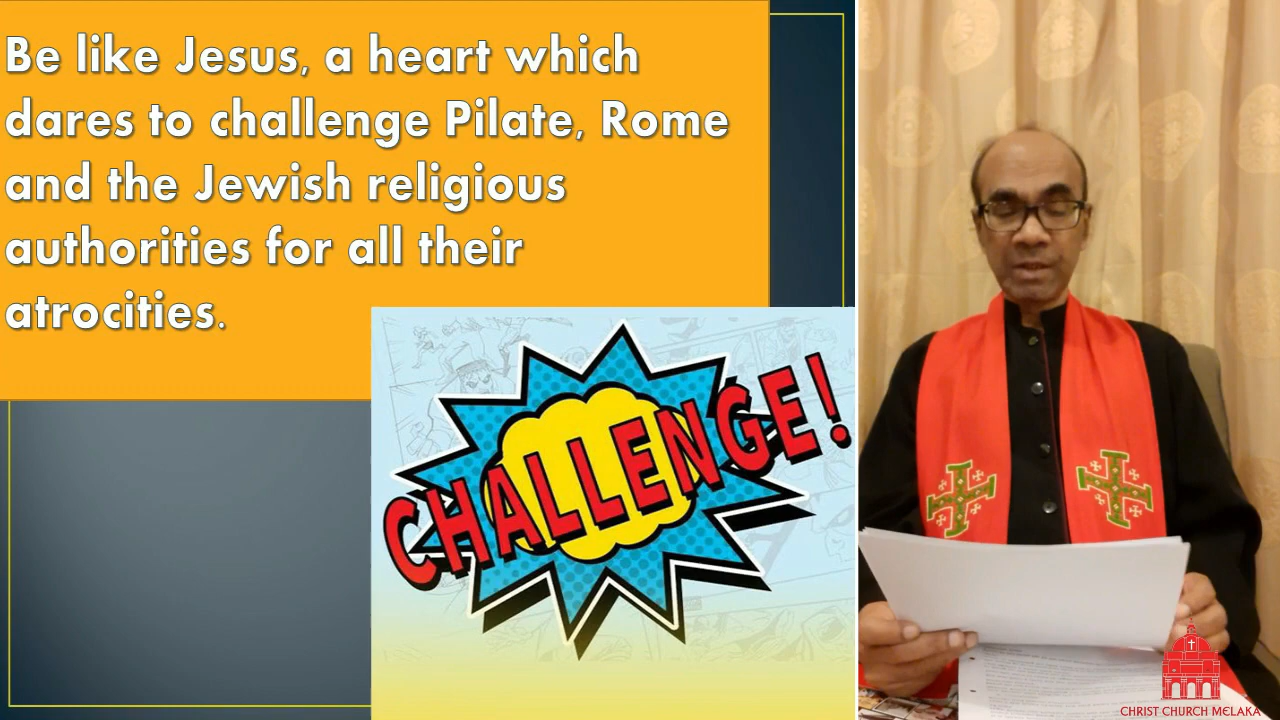 Be like Jesus, a heart which
dares to challenge Pilate, Rome
and the Jewish religious
authorities for all their
atrocities.
CHALLENGE!
CHRIST CHURCH MELAKA